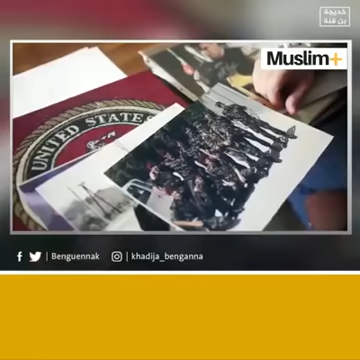 خديجة
بن قنة
Muslim+
UNITED STATES
| Benguennak
| khadija_benganna